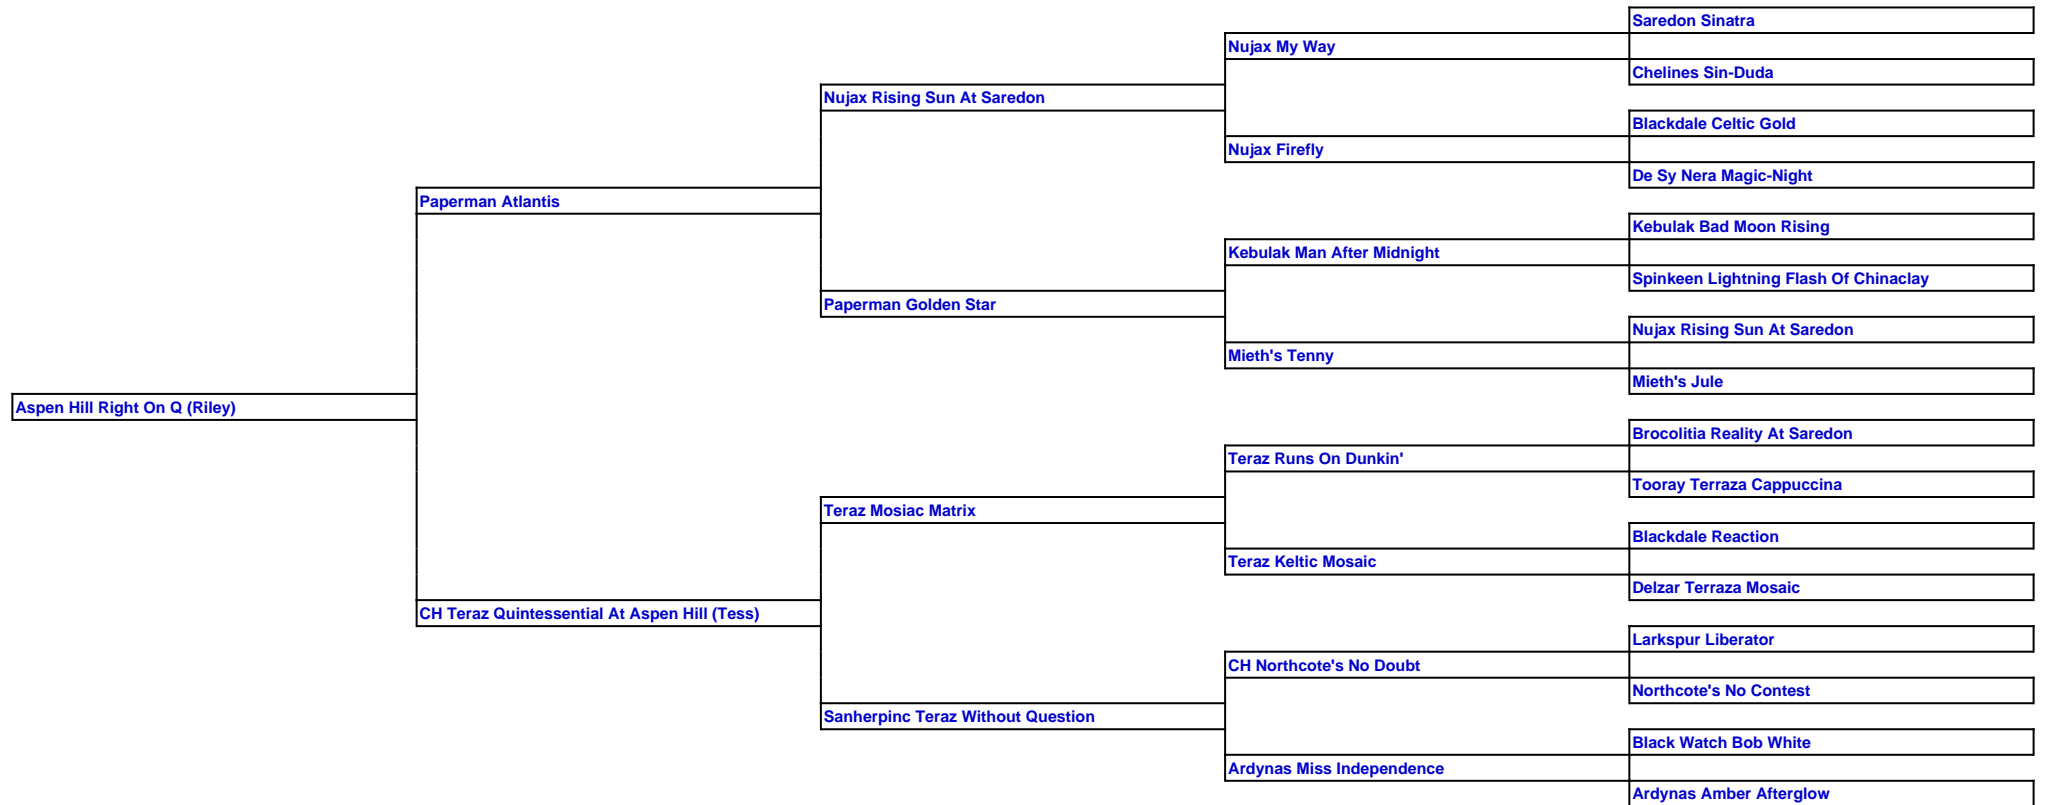 Saredon Sinatra
Nujax My Way
Chelines Sin-Duda
Nujax Rising Sun At Saredon
Blackdale Celtic Gold
Nujax Firefly
De Sy Nera Magic-Night
Paperman Atlantis
Kebulak Bad Moon Rising
Kebulak Man After Midnight
Spinkeen Lightning Flash Of Chinaclay
Paperman Golden Star
Nujax Rising Sun At Saredon
Mieth's Tenny
Mieth's Jule
Aspen Hill Right On Q (Riley)
Brocolitia Reality At Saredon
Teraz Runs On Dunkin'
Tooray Terraza Cappuccina
Teraz Mosiac Matrix
Blackdale Reaction
Teraz Keltic Mosaic
Delzar Terraza Mosaic
CH Teraz Quintessential At Aspen Hill (Tess)
Larkspur Liberator
CH Northcote's No Doubt
Northcote's No Contest
Sanherpinc Teraz Without Question
Black Watch Bob White
Ardynas Miss Independence
Ardynas Amber Afterglow